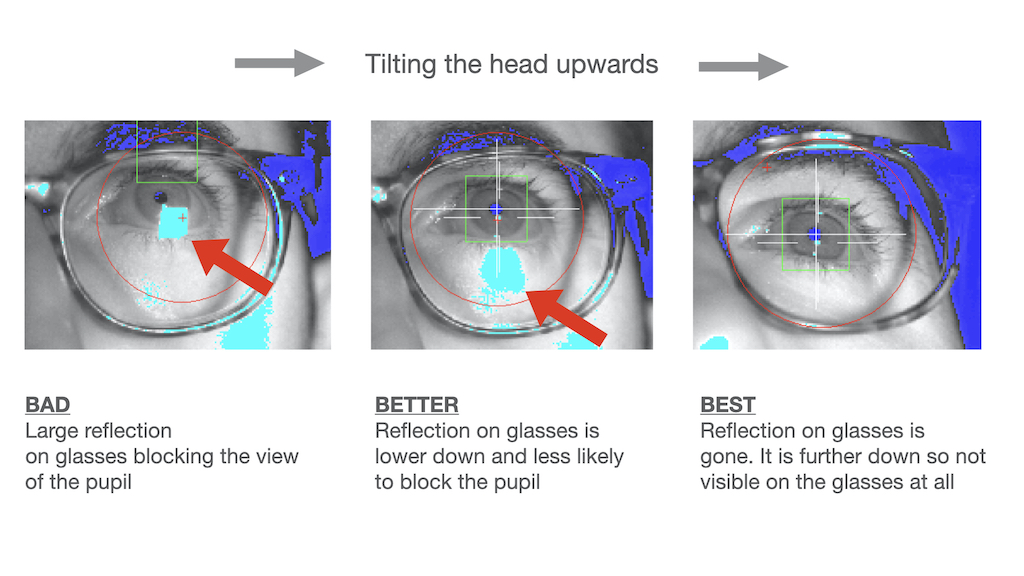 Tilting the head upwards
BAD
Large reflection
on glasses blocking the view
of the pupil
BETTER
Reflection on glasses is
lower down and less likely
to block the pupil
BEST
Reflection on glasses is
gone. It is further down so not
visible on the glasses at all